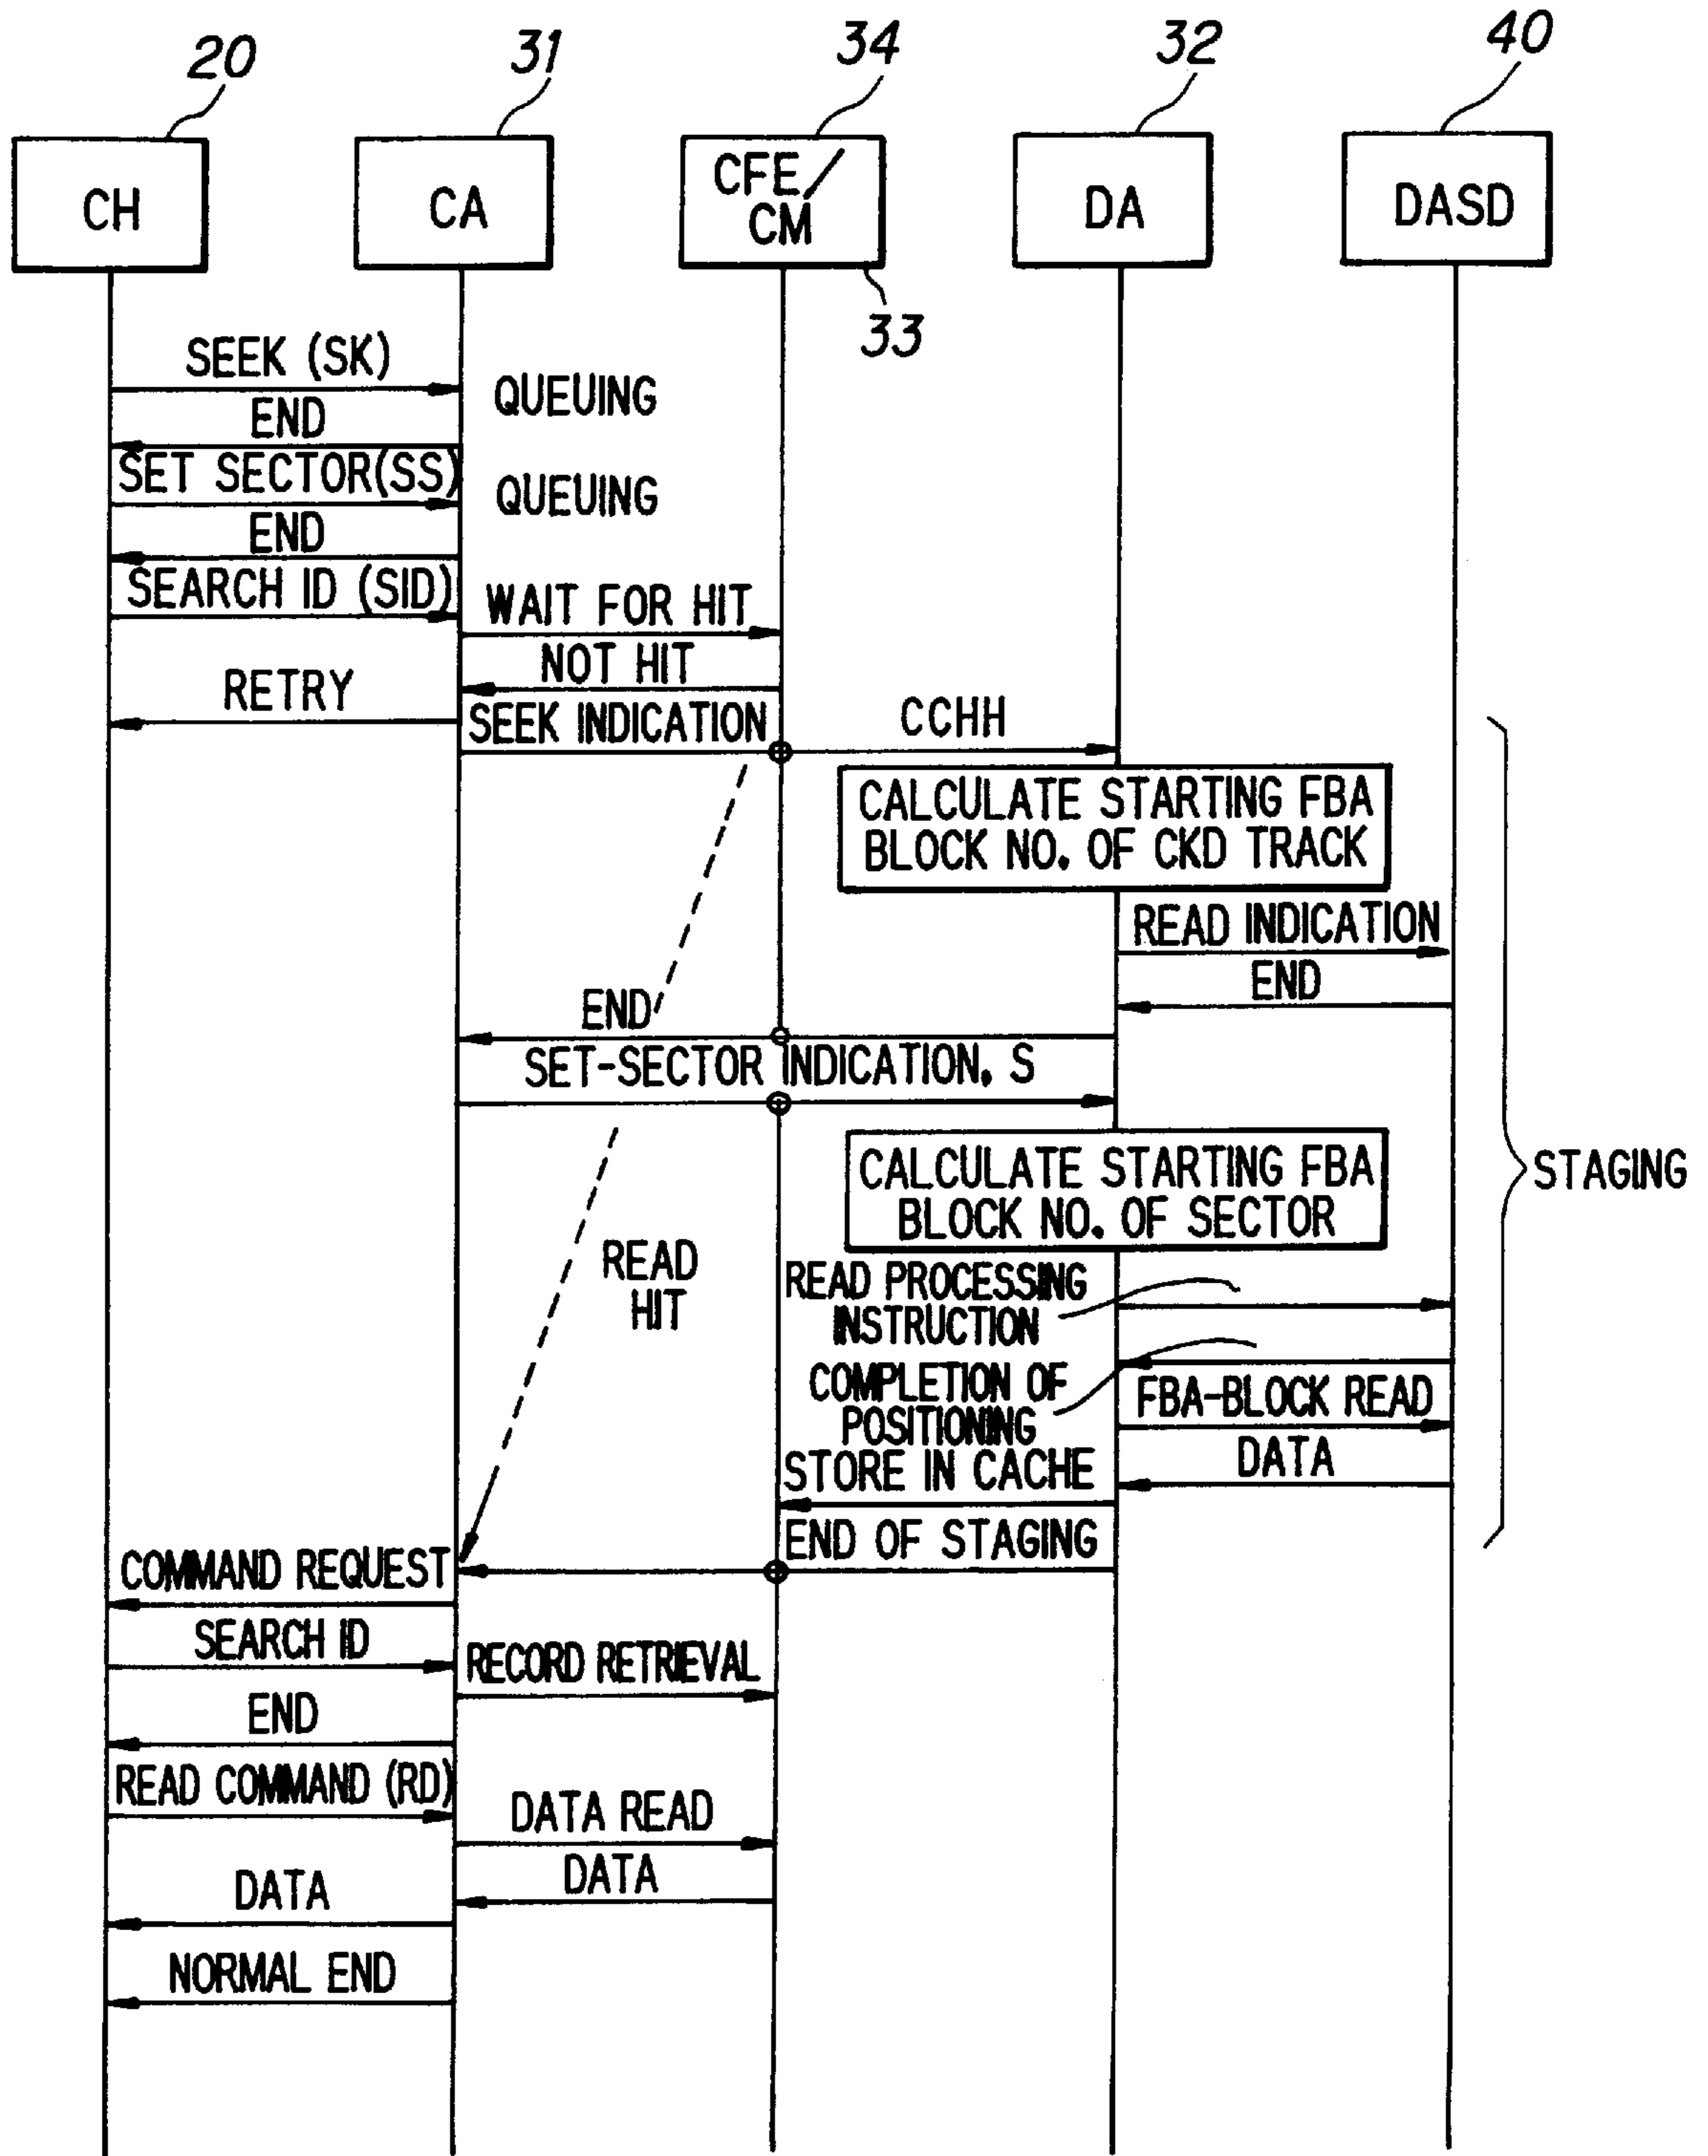 20
31
34
32
40
CH
CA
CFE/
CM
DA
DASD
33
SEEK (SK)
QUEUING
END
SET SECTOR(SS)
QUEUING
END
SEARCH ID (SID)
WAIT FOR HIT
NOT HIT
RETRY
SEEK INDICATION
CCHH
CALCULATE STARTING FBA
BLOCK NO. OF CKD TRACK
READ INDICATION
END
END
SET-SECTOR INDICATION. S
CALCULATE STARTING FBA
BLOCK NO. OF SECTOR
STAGING
READ
HIT
READ PROCESSING
INSTRUCTION
COMPLETION OF
POSITIONING
FBA-BLOCK READ
STORE IN CACHE
DATA
END OF STAGING
COMMAND REQUEST
SEARCH ID
RECORD RETRIEVAL
END
READ COMMAND (RD)
DATA READ
DATA
DATA
NORMAL END